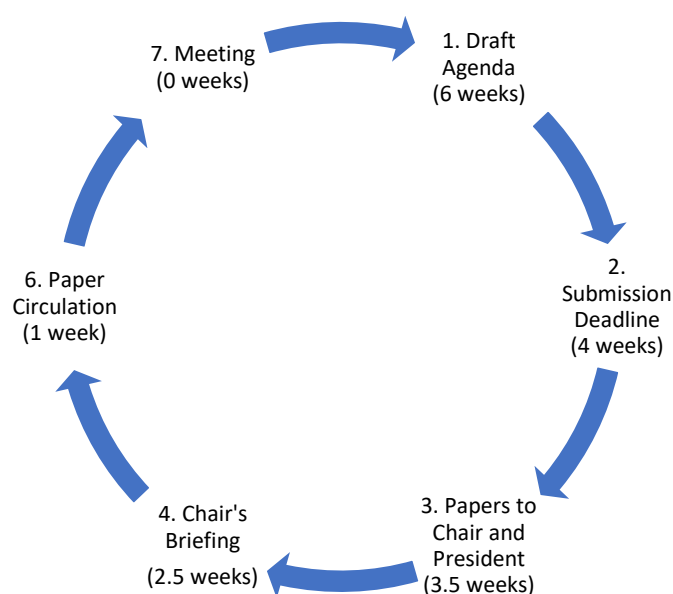 1. Draft
Agenda
(6 weeks)
2.
Submission
Deadline
(4 weeks)
3. Papers to
Chair and
President
(3.5 weeks)
4. Chair's
Briefing
(2.5 weeks)
6. Paper
Circulation
(1 week)
7. Meeting
(0 weeks)